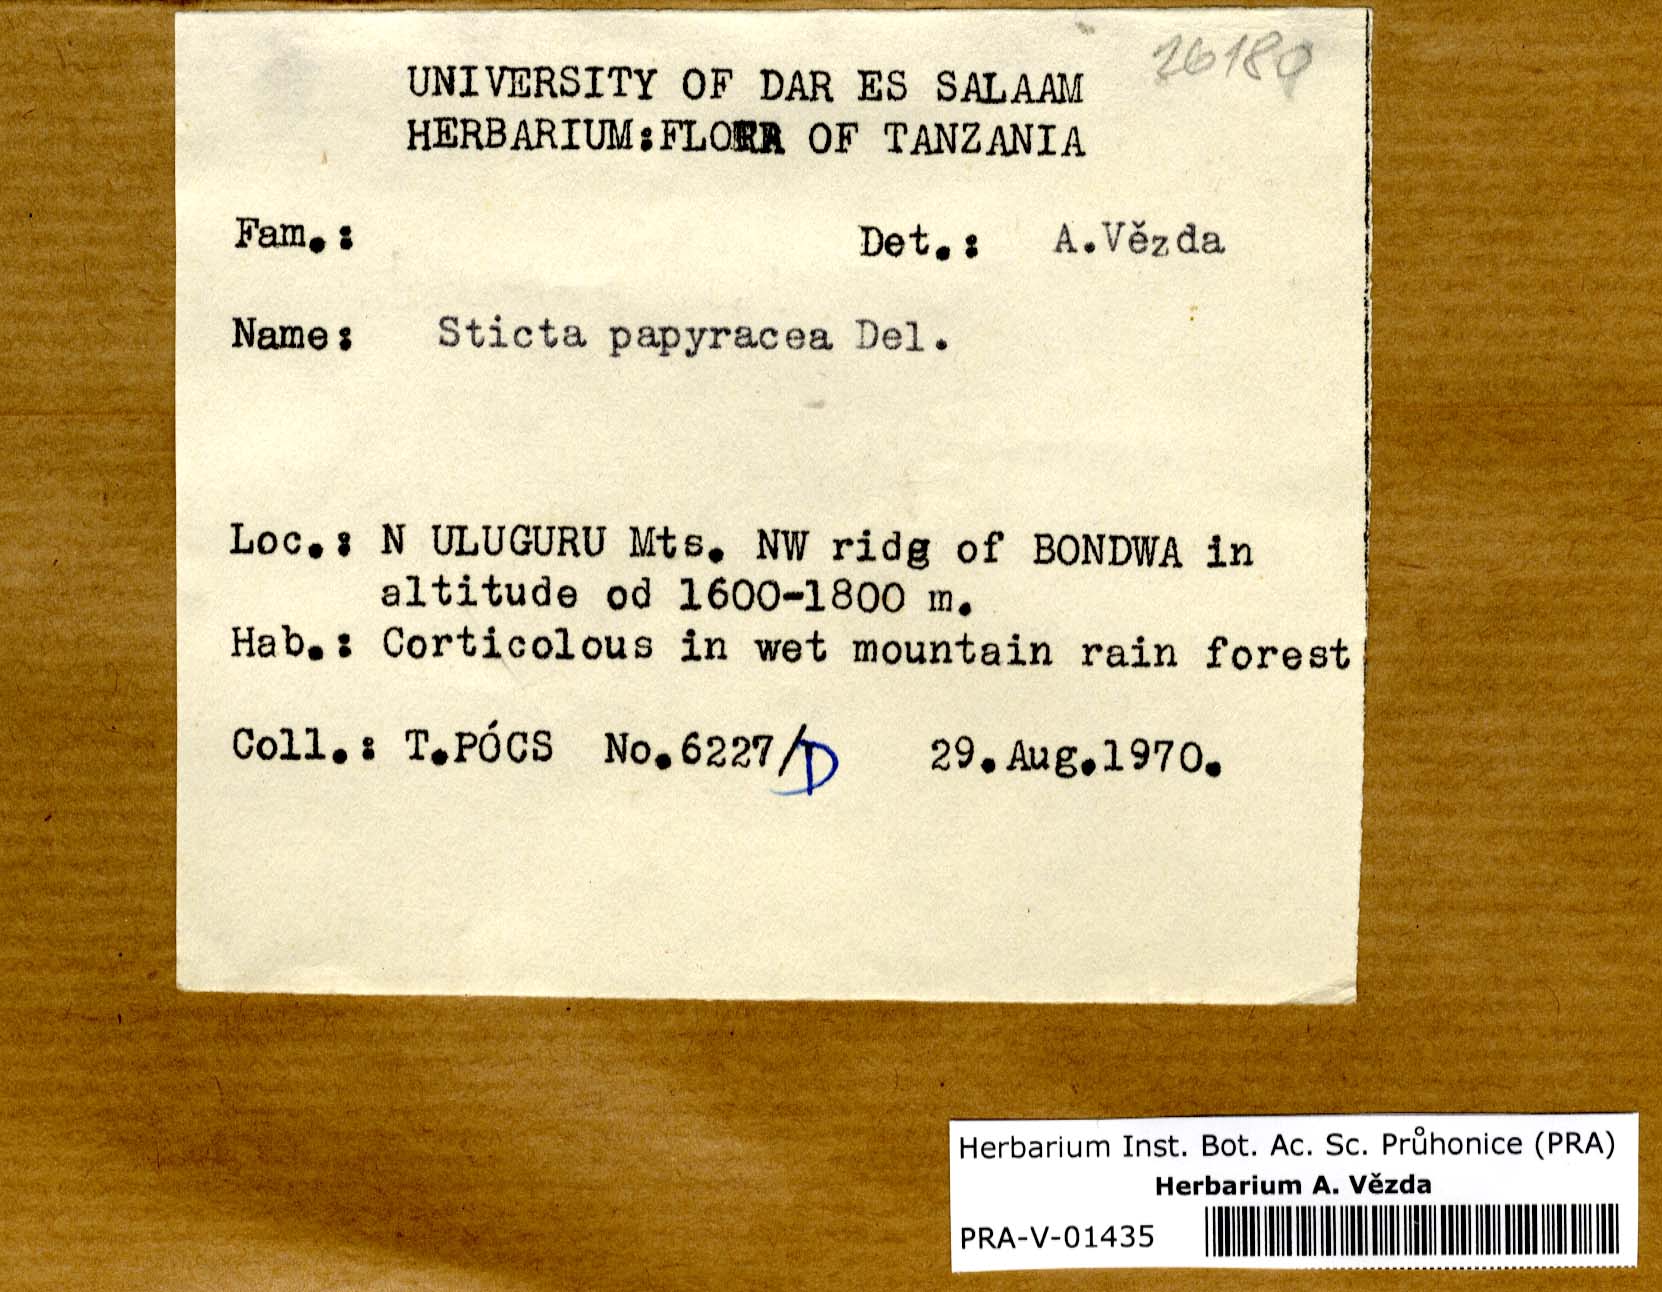 26180
UNIVERSITY OF DAR ES SALAAM
HERBARIUM:FLORA OF TANZANIA
Fam.: Det.: A.Vězda
Name: Sticta papyracea Del.
Loc.: N ULUGURU Mts. NW ridg of BONDWA in
altitude od 1600-1800 m.
Hab.: Corticolous in wet mountain rain forest
Coll.: T.PÓCS No.6227/D 29.Aug.1970.
Herbarium Inst. Bot. Ac. Sc. Průhonice (PRA)
Herbarium A. Vězda
PRA-V-01435